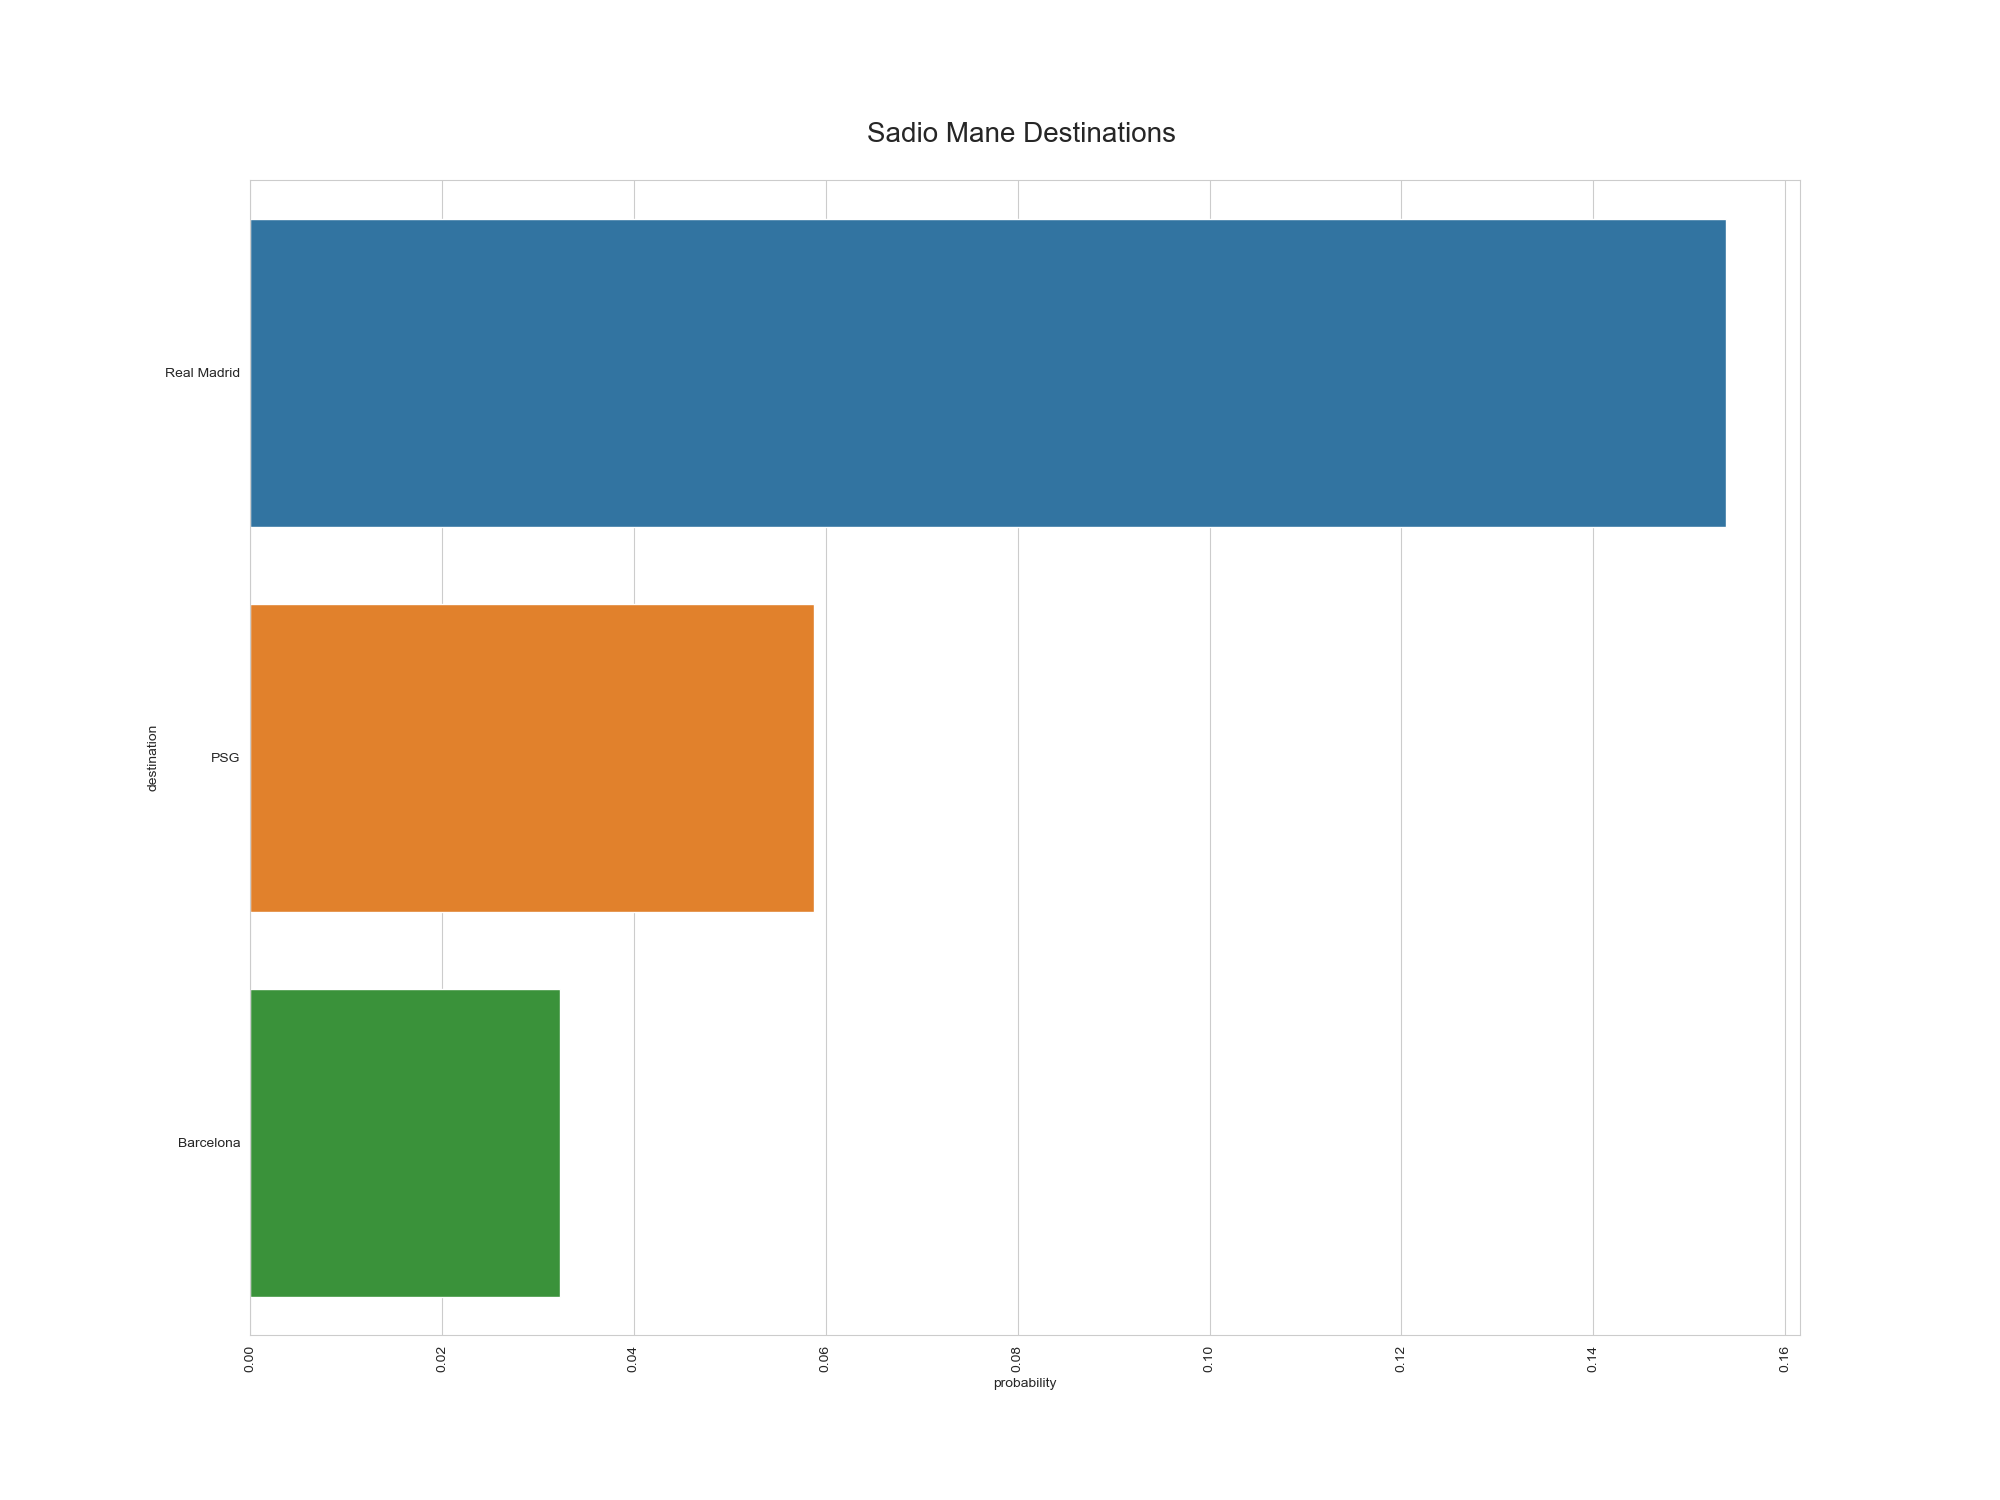 Sadio Mane Destinations
Real Madrid
PSG
Barcelona
destination
0.00
0.02
0.04
0.06
0.08
0.10
0.12
0.14
0.16
probability